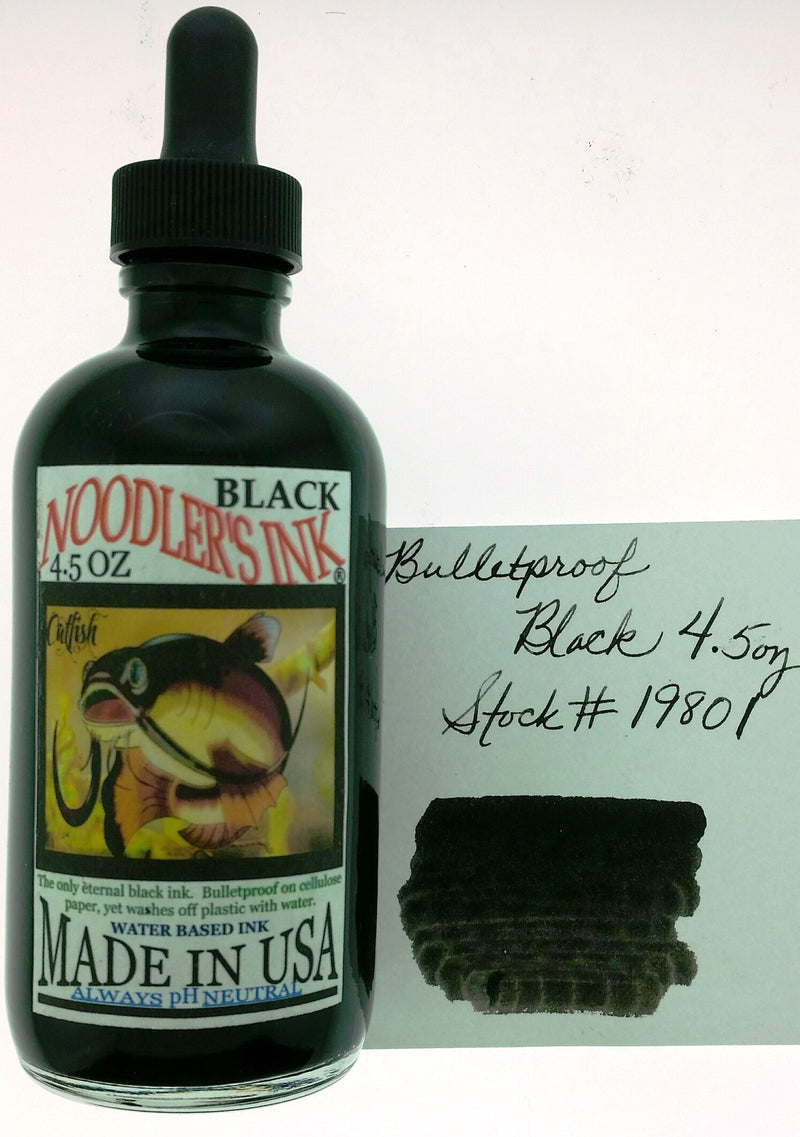 BLACK
NOODLER'S INK®
4.5 OZ
Catfish
The only eternal black ink. Bulletproof on cellulose
paper, yet washes off plastic with water.
WATER BASED INK
MADE IN USA
ALWAYS pH NEUTRAL
Bulletproof
Black 4.5oz
Stock# 19801